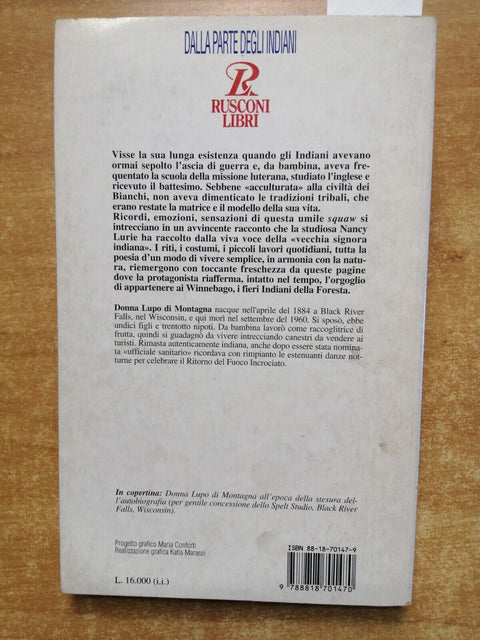 DALLA PARTE DEGLI INDIANI
RUSCONI
LIBRI
Visse la sua lunga esistenza quando gli Indiani avevano
ormai sepolto l'ascia di guerra e, da bambina, aveva fre-
quentato la scuola della missione luterana, studiato l'inglese e
ricevuto il battesimo. Sebbene «acculturata» alla civiltà dei
Bianchi, non aveva dimenticato le tradizioni tribali, che
erano restate la matrice e il modello della sua vita.
Ricordi, emozioni, sensazioni di questa umile squaw si
intrecciano in un avvincente racconto che la studiosa Nancy
Lurie ha raccolto dalla viva voce della «vecchia signora
indiana». I riti, i costumi, i piccoli lavori quotidiani, tutta la
poesia d'un modo di vivere semplice, in armonia con la natu-
ra, riemergono con toccante freschezza da queste pagine
dove la protagonista riafferma, intatto nel tempo, l'orgoglio
di appartenere ai Winnebago, i fieri Indiani della Foresta.
Donna Lupo di Montagna nacque nell'aprile del 1884 a Black River
Falls, nel Wisconsin, e qui morì nel settembre del 1960. Si sposò, ebbe
undici figli e trentotto nipoti. Da bambina lavorò come raccoglitrice di
frutta, quindi si guadagnò da vivere intrecciando canestri da vendere ai
turisti. Rimasta autenticamente indiana, anche dopo essere stata nomina-
ta «ufficiale sanitario» ricordava con rimpianto le estenuanti danze not-
turne per celebrare il Ritorno del Fuoco Incrociato.
In copertina: Donna Lupo di Montagna all'epoca della stesura del-
l'autobiografia (per gentile concessione dello Spelt Studio, Black River
Falls, Wisconsin).
Progetto grafico Maria Conforti
Realizzazione grafica Katia Marassi
L. 16.000 (i.i.)
ISBN 88-18-70147-9
9 788818 701470